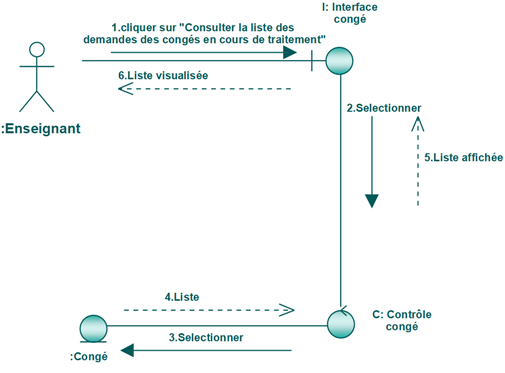 I: Interface
congé
1.cliquer sur "Consulter la liste des
demandes des congés en cours de traitement"
6.Liste visualisée
:Enseignant
2.Selectionner
5.Liste affichée
4.Liste
C: Contrôle
congé
3.Selectionner
:Congé